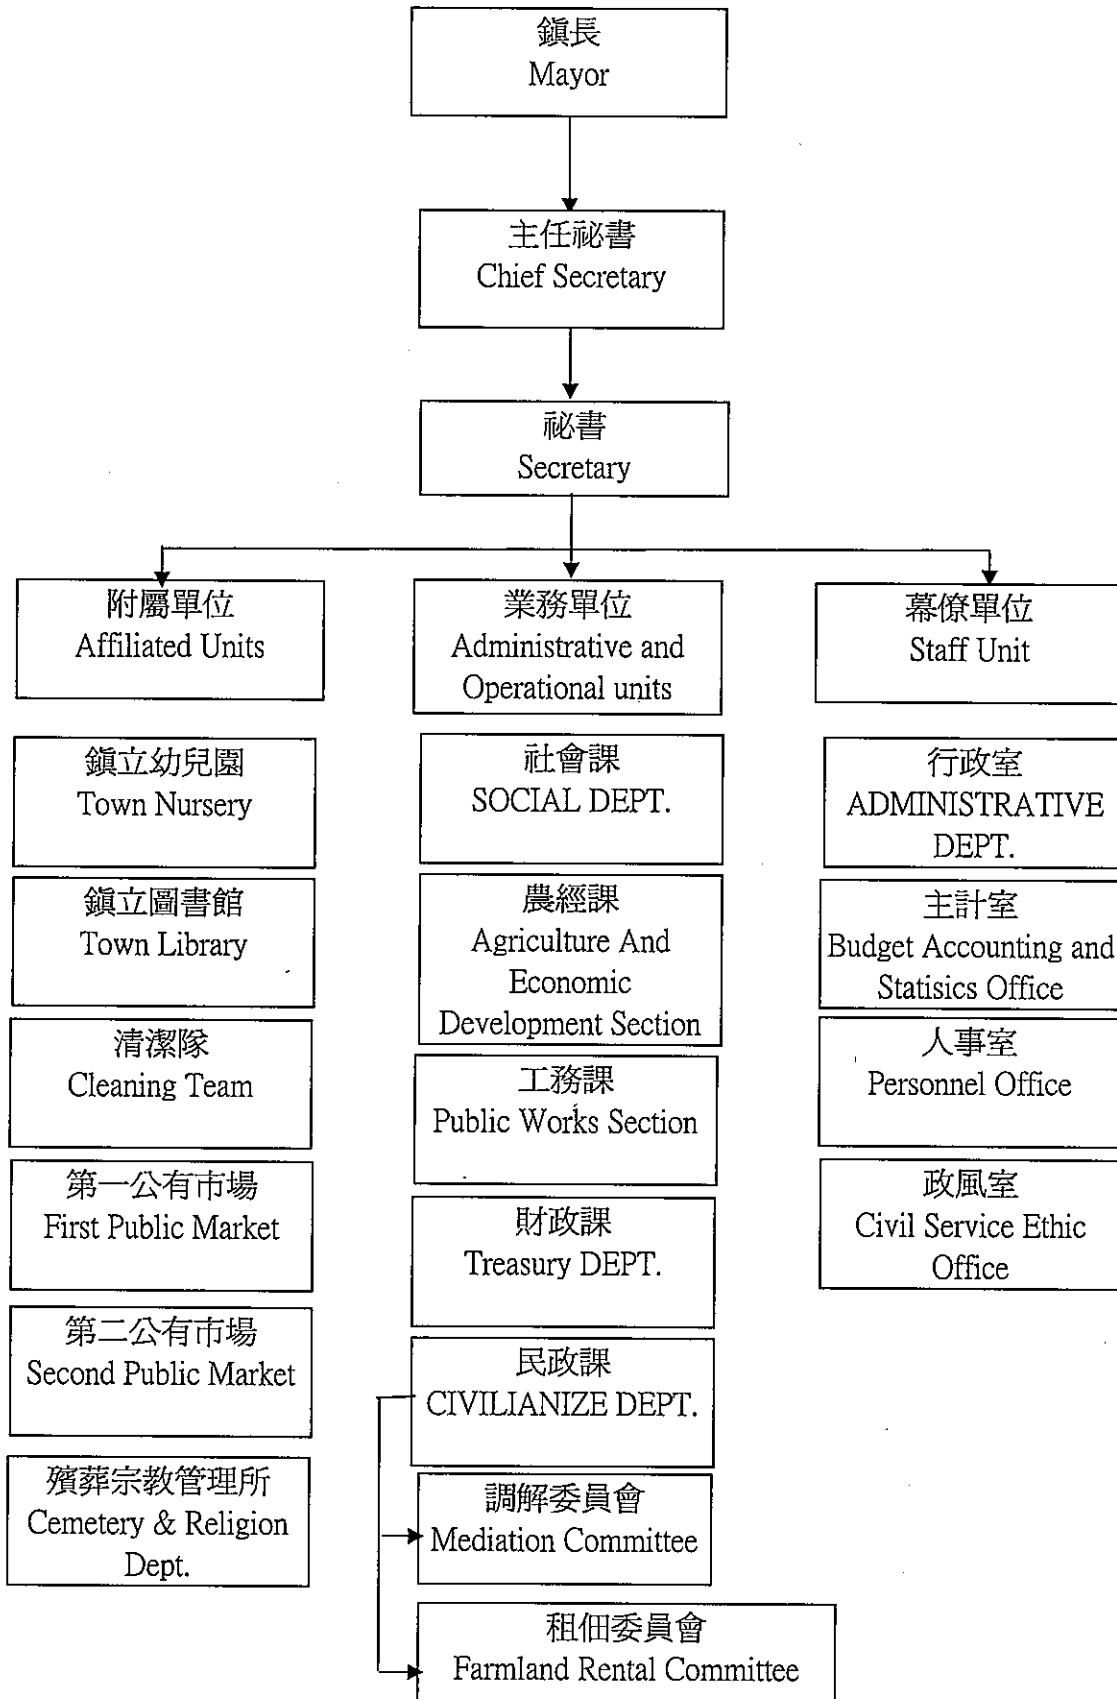 鎮長
Mayor
主任祕書
Chief Secretary
祕書
Secretary
附屬單位
Affiliated Units
業務單位
Administrative and
Operational units
幕僚單位
Staff Unit
鎮立幼兒園
Town Nursery
鎮立圖書館
Town Library
清潔隊
Cleaning Team
第一公有市場
First Public Market
第二公有市場
Second Public Market
殯葬宗教管理所
Cemetery & Religion
Dept.
社會課
SOCIAL DEPT.
農經課
Agriculture And
Economic
Development Section
工務課
Public Works Section
財政課
Treasury DEPT.
民政課
CIVILIANIZE DEPT.
調解委員會
Mediation Committee
租佃委員會
Farmland Rental Committee
行政室
ADMINISTRATIVE
DEPT.
主計室
Budget Accounting and
Statisics Office
人事室
Personnel Office
政風室
Civil Service Ethic
Office